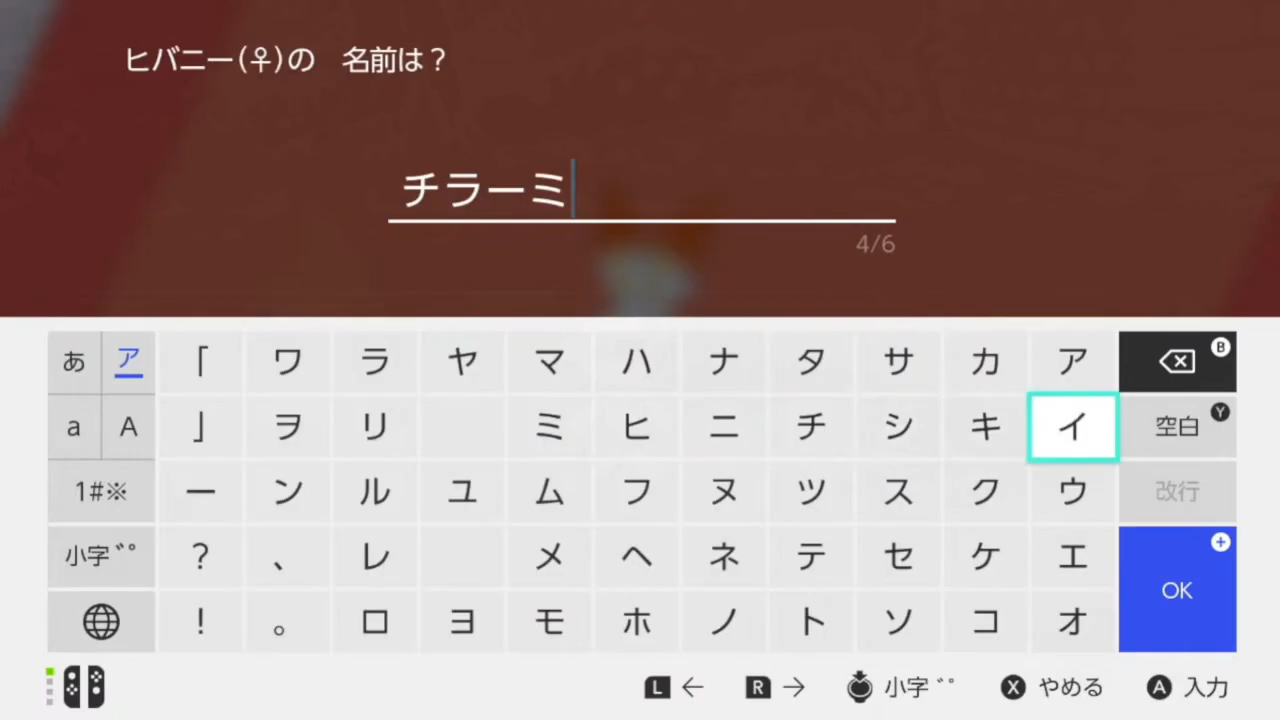 ヒバニー(♀)の 名前は?
チラーミ
4/6
あ ア 「 ワ ラ ヤ マ ハ ナ タ サ カ ア B
a A 」 ヲ リ ミ ヒ ニ チ シ キ イ 空白 Y
1#※ ー ン ル ユ ム フ ヌ ツ ス ク ウ 改行
小字゛゜ ? 、 レ メ ヘ ネ テ セ ケ エ OK +
! 。 ロ ヨ モ ホ ノ ト ソ コ オ
L ← R → 小字゛゜ X やめる A 入力